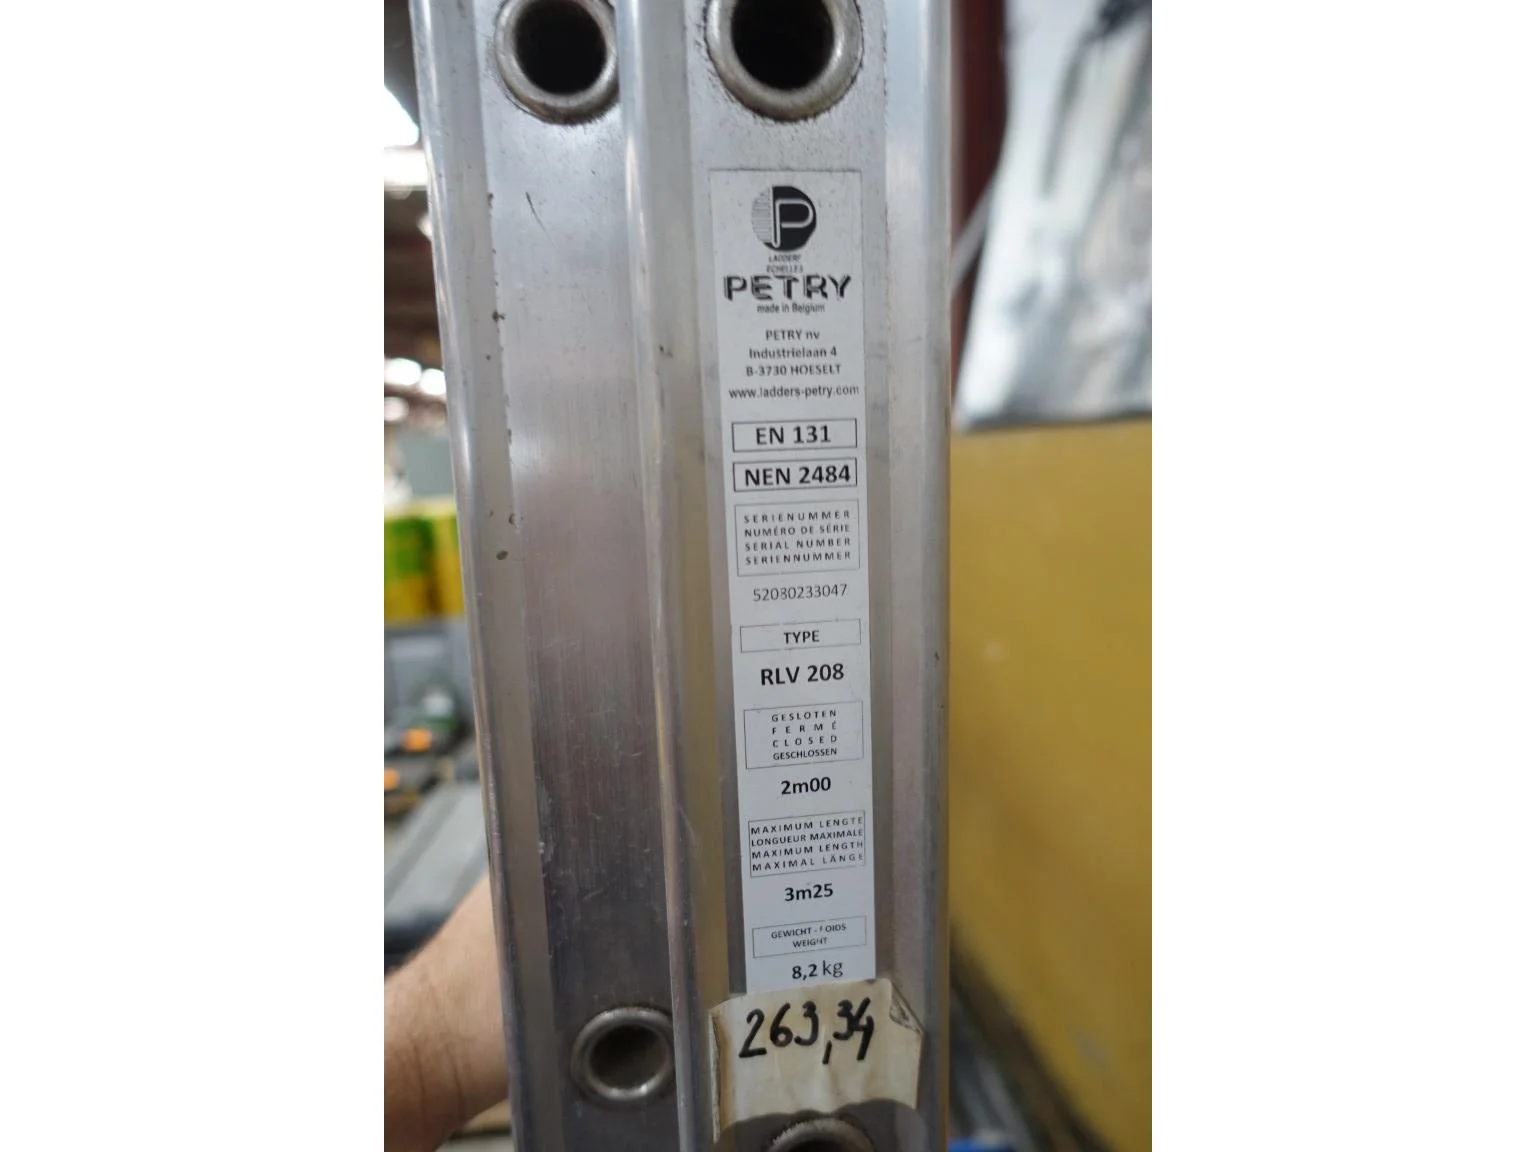 P
LADDERS
ECHELLES
PETRY
made in Belgium
PETRY nv
Industrielaan 4
B-3730 HOESELT
www.ladders-petry.com
EN 131
NEN 2484
SERIENUMMER
NUMÉRO DE SÉRIE
SERIAL NUMBER
SERIENNUMMER
52030233047
TYPE
RLV 208
GESLOTEN
FERMÉ
CLOSED
GESCHLOSSEN
2m00
MAXIMUM LENGTE
LONGUEUR MAXIMALE
MAXIMUM LENGTH
MAXIMAL LÄNGE
3m25
GEWICHT - POIDS
WEIGHT
8,2 kg
263,34